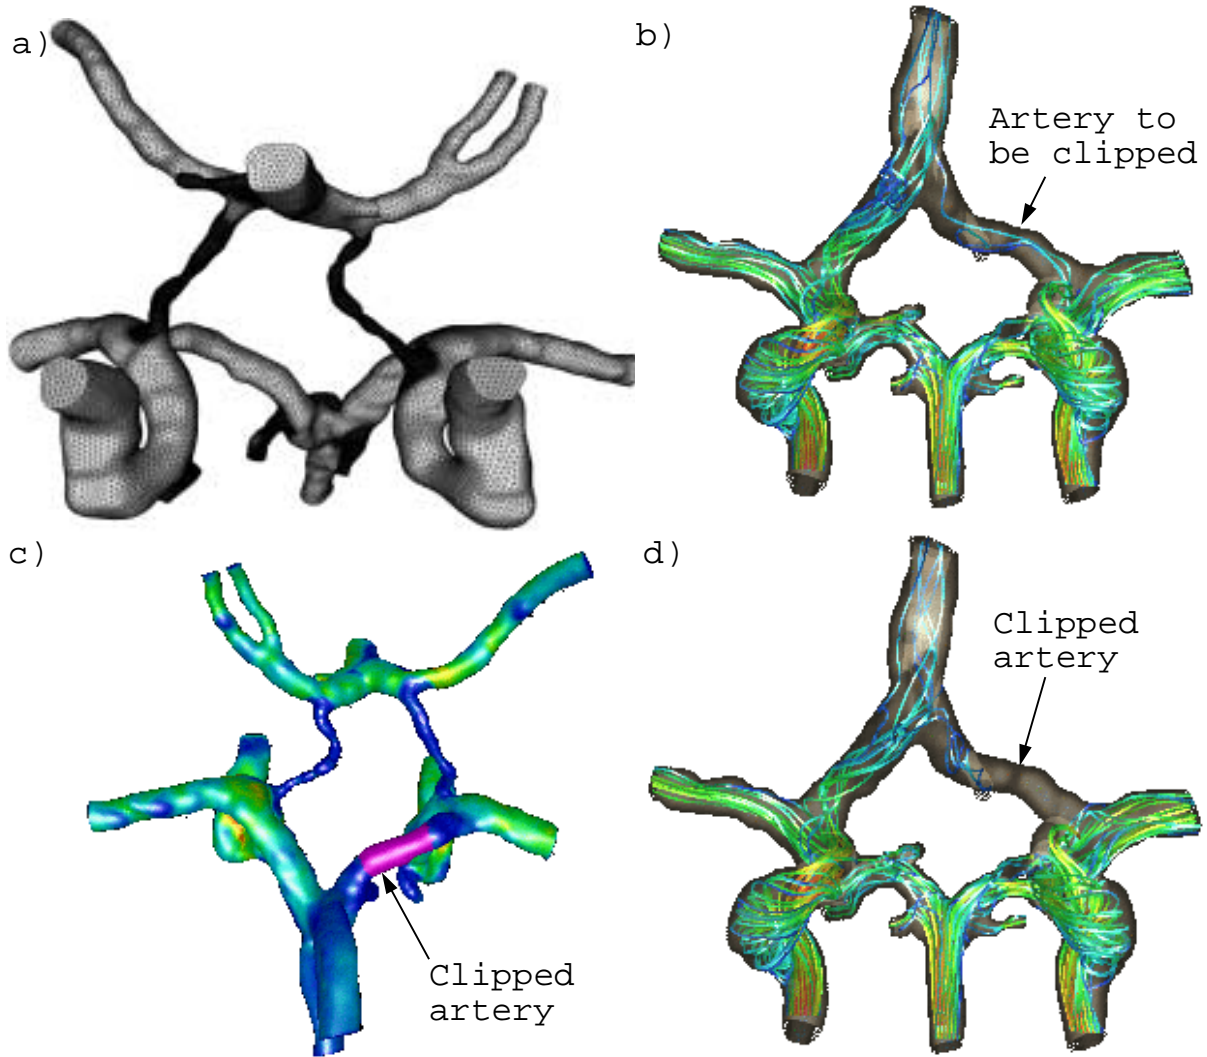 a)
b)
Artery to
be clipped
c)
Clipped
artery
d)
Clipped
artery